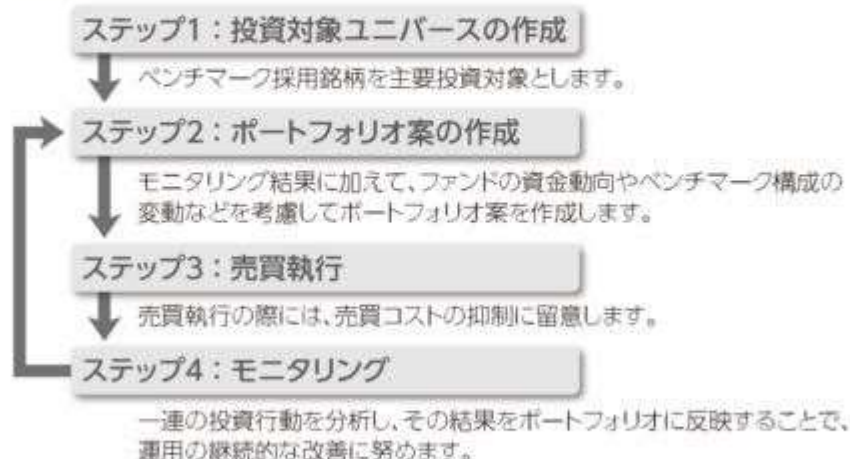 ステップ1：投資対象ユニバースの作成
ベンチマーク採用銘柄を主要投資対象とします。
ステップ2：ポートフォリオ案の作成
モニタリング結果に加えて、ファンドの資金動向やベンチマーク構成の
変動などを考慮してポートフォリオ案を作成します。
ステップ3：売買執行
売買執行の際には、売買コストの抑制に留意します。
ステップ4：モニタリング
一連の投資行動を分析し、その結果をポートフォリオに反映することで、
運用の継続的な改善に努めます。